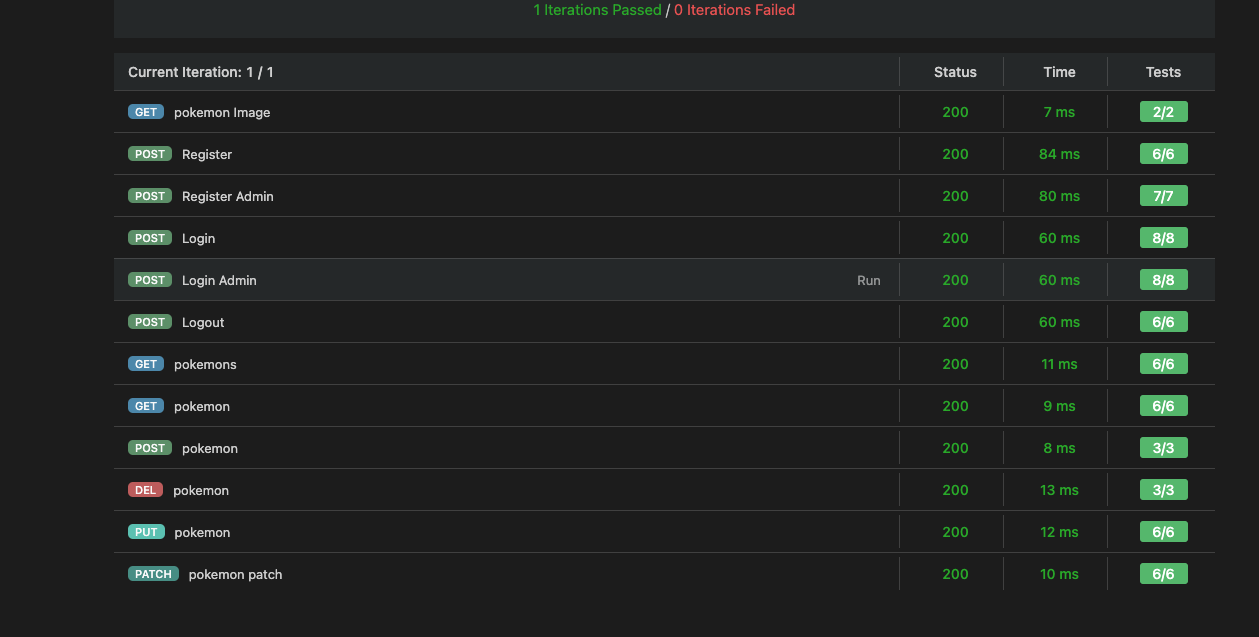 1 Iterations Passed / 0 Iterations Failed
Current Iteration: 1 / 1 Status Time Tests
GET pokemon Image 200 7 ms 2/2
POST Register 200 84 ms 6/6
POST Register Admin 200 80 ms 7/7
POST Login 200 60 ms 8/8
POST Login Admin Run 200 60 ms 8/8
POST Logout 200 60 ms 6/6
GET pokemons 200 11 ms 6/6
GET pokemon 200 9 ms 6/6
POST pokemon 200 8 ms 3/3
DEL pokemon 200 13 ms 3/3
PUT pokemon 200 12 ms 6/6
PATCH pokemon patch 200 10 ms 6/6